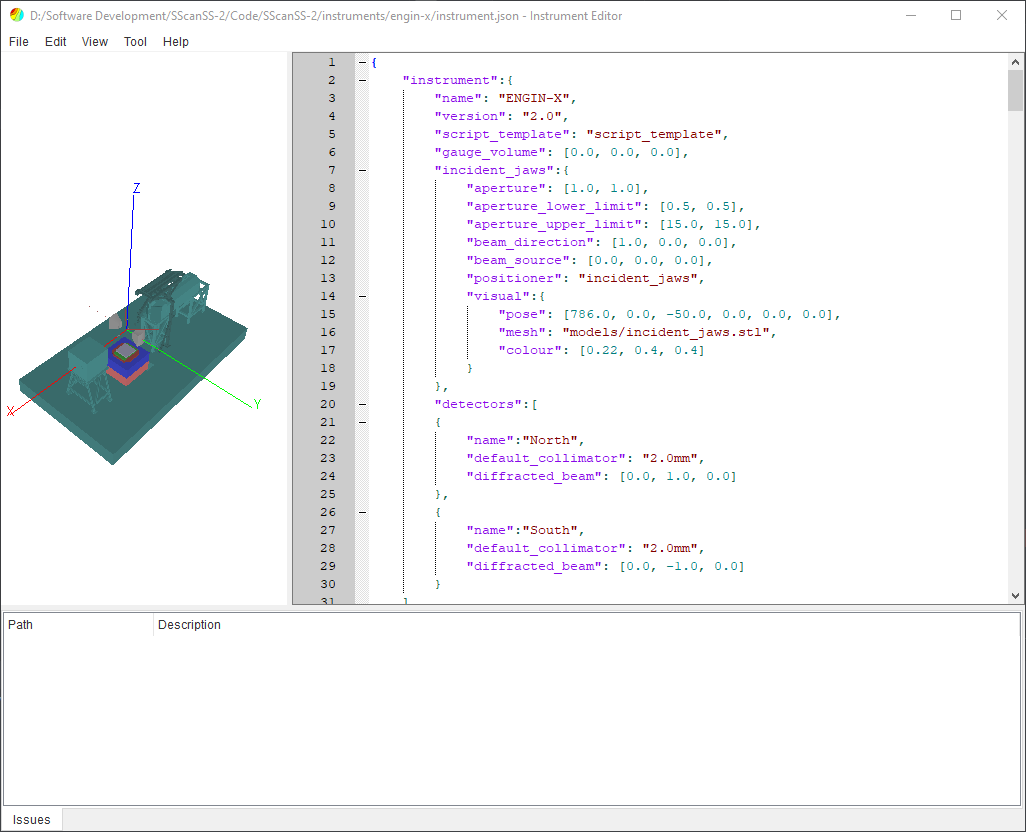 D:/Software Development/SScanSS-2/Code/SScanSS-2/instruments/engin-x/instrument.json - Instrument Editor
File Edit View Tool Help
Z
X
Y
1 {
2 "instrument":{
3 "name": "ENGIN-X",
4 "version": "2.0",
5 "script_template": "script_template",
6 "gauge_volume": [0.0, 0.0, 0.0],
7 "incident_jaws":{
8 "aperture": [1.0, 1.0],
9 "aperture_lower_limit": [0.5, 0.5],
10 "aperture_upper_limit": [15.0, 15.0],
11 "beam_direction": [1.0, 0.0, 0.0],
12 "beam_source": [0.0, 0.0, 0.0],
13 "positioner": "incident_jaws",
14 "visual":{
15 "pose": [786.0, 0.0, -50.0, 0.0, 0.0, 0.0],
16 "mesh": "models/incident_jaws.stl",
17 "colour": [0.22, 0.4, 0.4]
18 }
19 },
20 "detectors":[
21 {
22 "name":"North",
23 "default_collimator": "2.0mm",
24 "diffracted_beam": [0.0, 1.0, 0.0]
25 },
26 {
27 "name":"South",
28 "default_collimator": "2.0mm",
29 "diffracted_beam": [0.0, -1.0, 0.0]
30 }
31 ]
Path Description
Issues